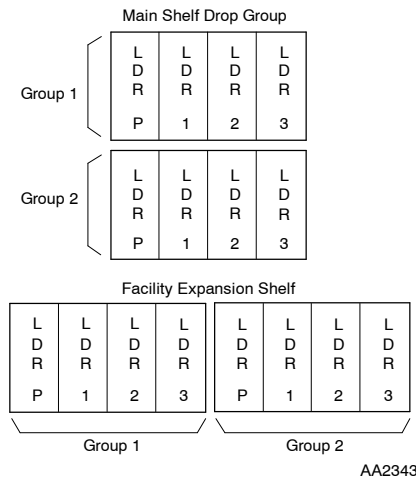 Main Shelf Drop Group
Group 1
L L L L
D D D D
R R R R
P 1 2 3
Group 2
L L L L
D D D D
R R R R
P 1 2 3
Facility Expansion Shelf
L L L L L L L L
D D D D D D D D
R R R R R R R R
P 1 2 3 P 1 2 3
Group 1 Group 2
AA2343